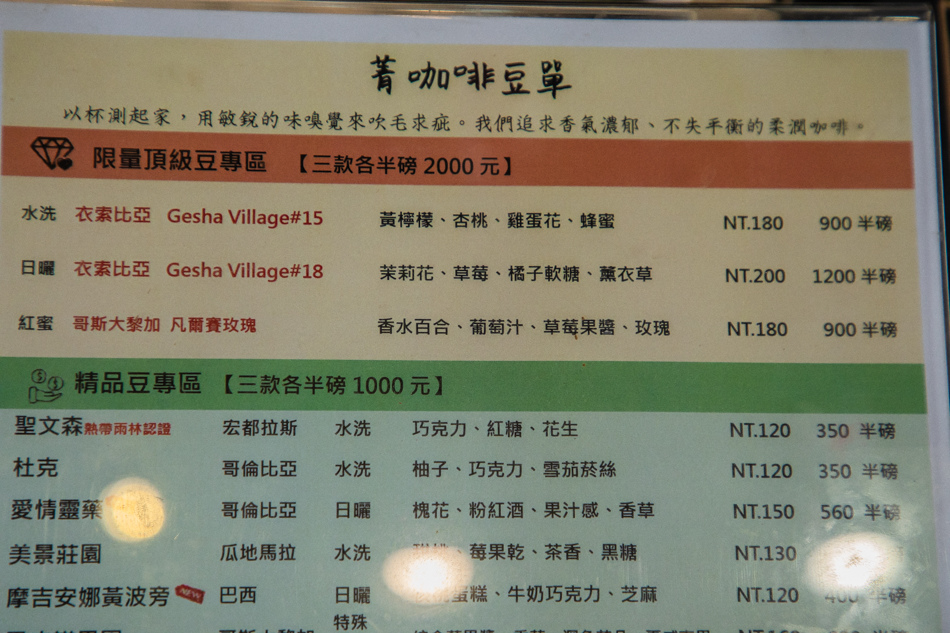 菁咖啡豆單
以杯測起家，用敏銳的味嗅覺來吹毛求疵。我們追求香氣濃郁、不失平衡的柔潤咖啡。
限量頂級豆專區 【三款各半磅 2000 元】
水洗 衣索比亞 Gesha Village#15 黃檸檬、杏桃、雞蛋花、蜂蜜 NT.180 900 半磅
日曬 衣索比亞 Gesha Village#18 茉莉花、草莓、橘子軟糖、薰衣草 NT.200 1200 半磅
紅蜜 哥斯大黎加 凡爾賽玫瑰 香水百合、葡萄汁、草莓果醬、玫瑰 NT.180 900 半磅
精品豆專區 【三款各半磅 1000 元】
聖文森熱帶雨林認證 宏都拉斯 水洗 巧克力、紅糖、花生 NT.120 350 半磅
杜克 哥倫比亞 水洗 柚子、巧克力、雪茄菸絲 NT.120 350 半磅
愛情靈藥 哥倫比亞 日曬 槐花、粉紅酒、果汁感、香草 NT.150 560 半磅
美景莊園 瓜地馬拉 水洗 莓果乾、茶香、黑糖 NT.130
摩吉安娜黃波旁 NEW 巴西 日曬 蛋糕、牛奶巧克力、芝麻 NT.120 半磅
特殊